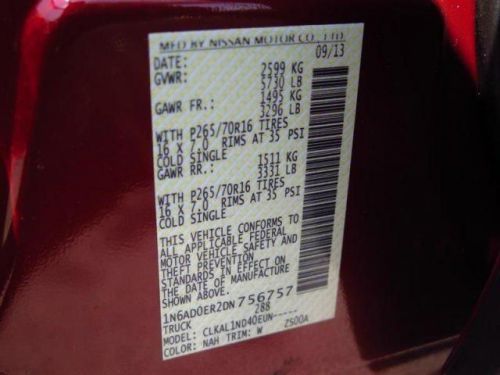 MFD BY NISSAN MOTOR CO., LTD.
DATE: 09/13
GVWR: 2599 KG
5730 LB
GAWR FR.: 1495 KG
3296 LB
WITH P265/70R16 TIRES
16 X 7.0 RIMS AT 35 PSI
COLD SINGLE
GAWR RR.: 1511 KG
3331 LB
WITH P265/70R16 TIRES
16 X 7.0 RIMS AT 35 PSI
COLD SINGLE
THIS VEHICLE CONFORMS TO
ALL APPLICABLE FEDERAL
MOTOR VEHICLE SAFETY AND
THEFT PREVENTION
STANDARDS IN EFFECT ON
THE DATE OF MANUFACTURE
SHOWN ABOVE.
1N6AD0ER2DN756757
TRUCK 288
MODEL: CLKALIND40EUN-----
COLOR: NAH TRIM: W ZS00A